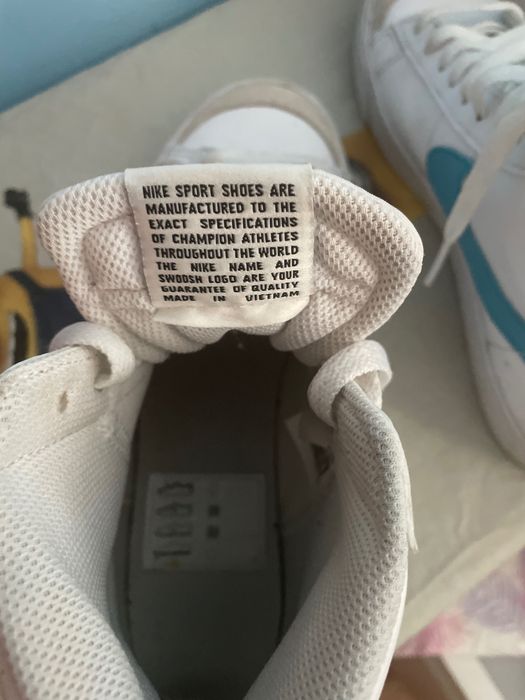 NIKE SPORT SHOES ARE
MANUFACTURED TO THE
EXACT SPECIFICATIONS
OF CHAMPION ATHLETES
THROUGHOUT THE WORLD
THE NIKE NAME AND
SWOOSH LOGO ARE YOUR
GUARANTEE OF QUALITY
MADE IN VIETNAM